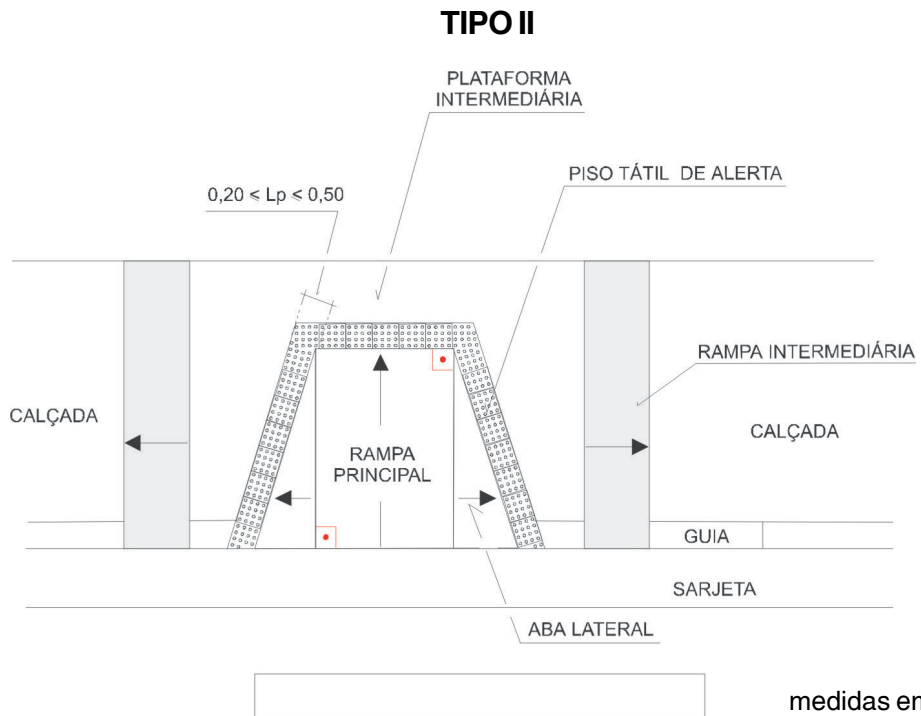 TIPO II
PLATAFORMA
INTERMEDIÁRIA
PISO TÁTIL DE ALERTA
0,20 < Lp < 0,50
RAMPA INTERMEDIÁRIA
CALÇADA
RAMPA
PRINCIPAL
CALÇADA
GUIA
SARJETA
ABA LATERAL
medidas em